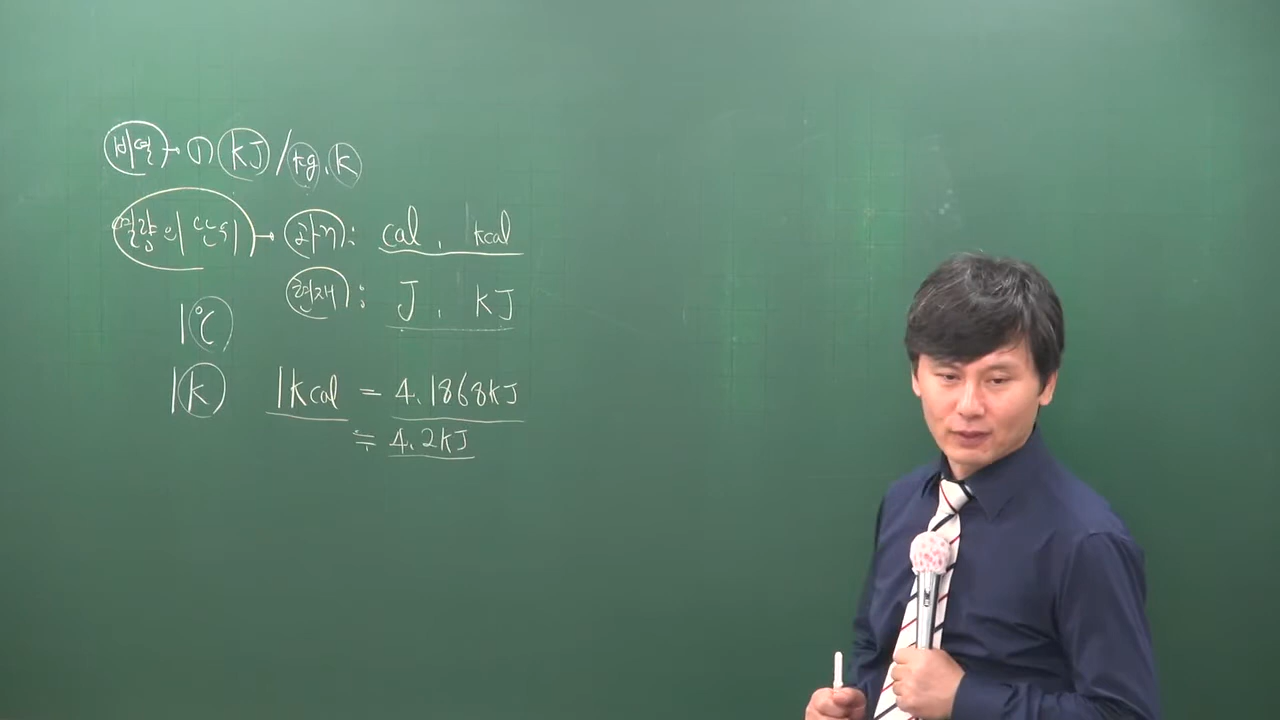 비열 → ① kJ/kg.K
열량의 단위 → 과거: cal, kcal
현재: J, kJ
1℃
1K
1kcal = 4.1868kJ
≒ 4.2kJ